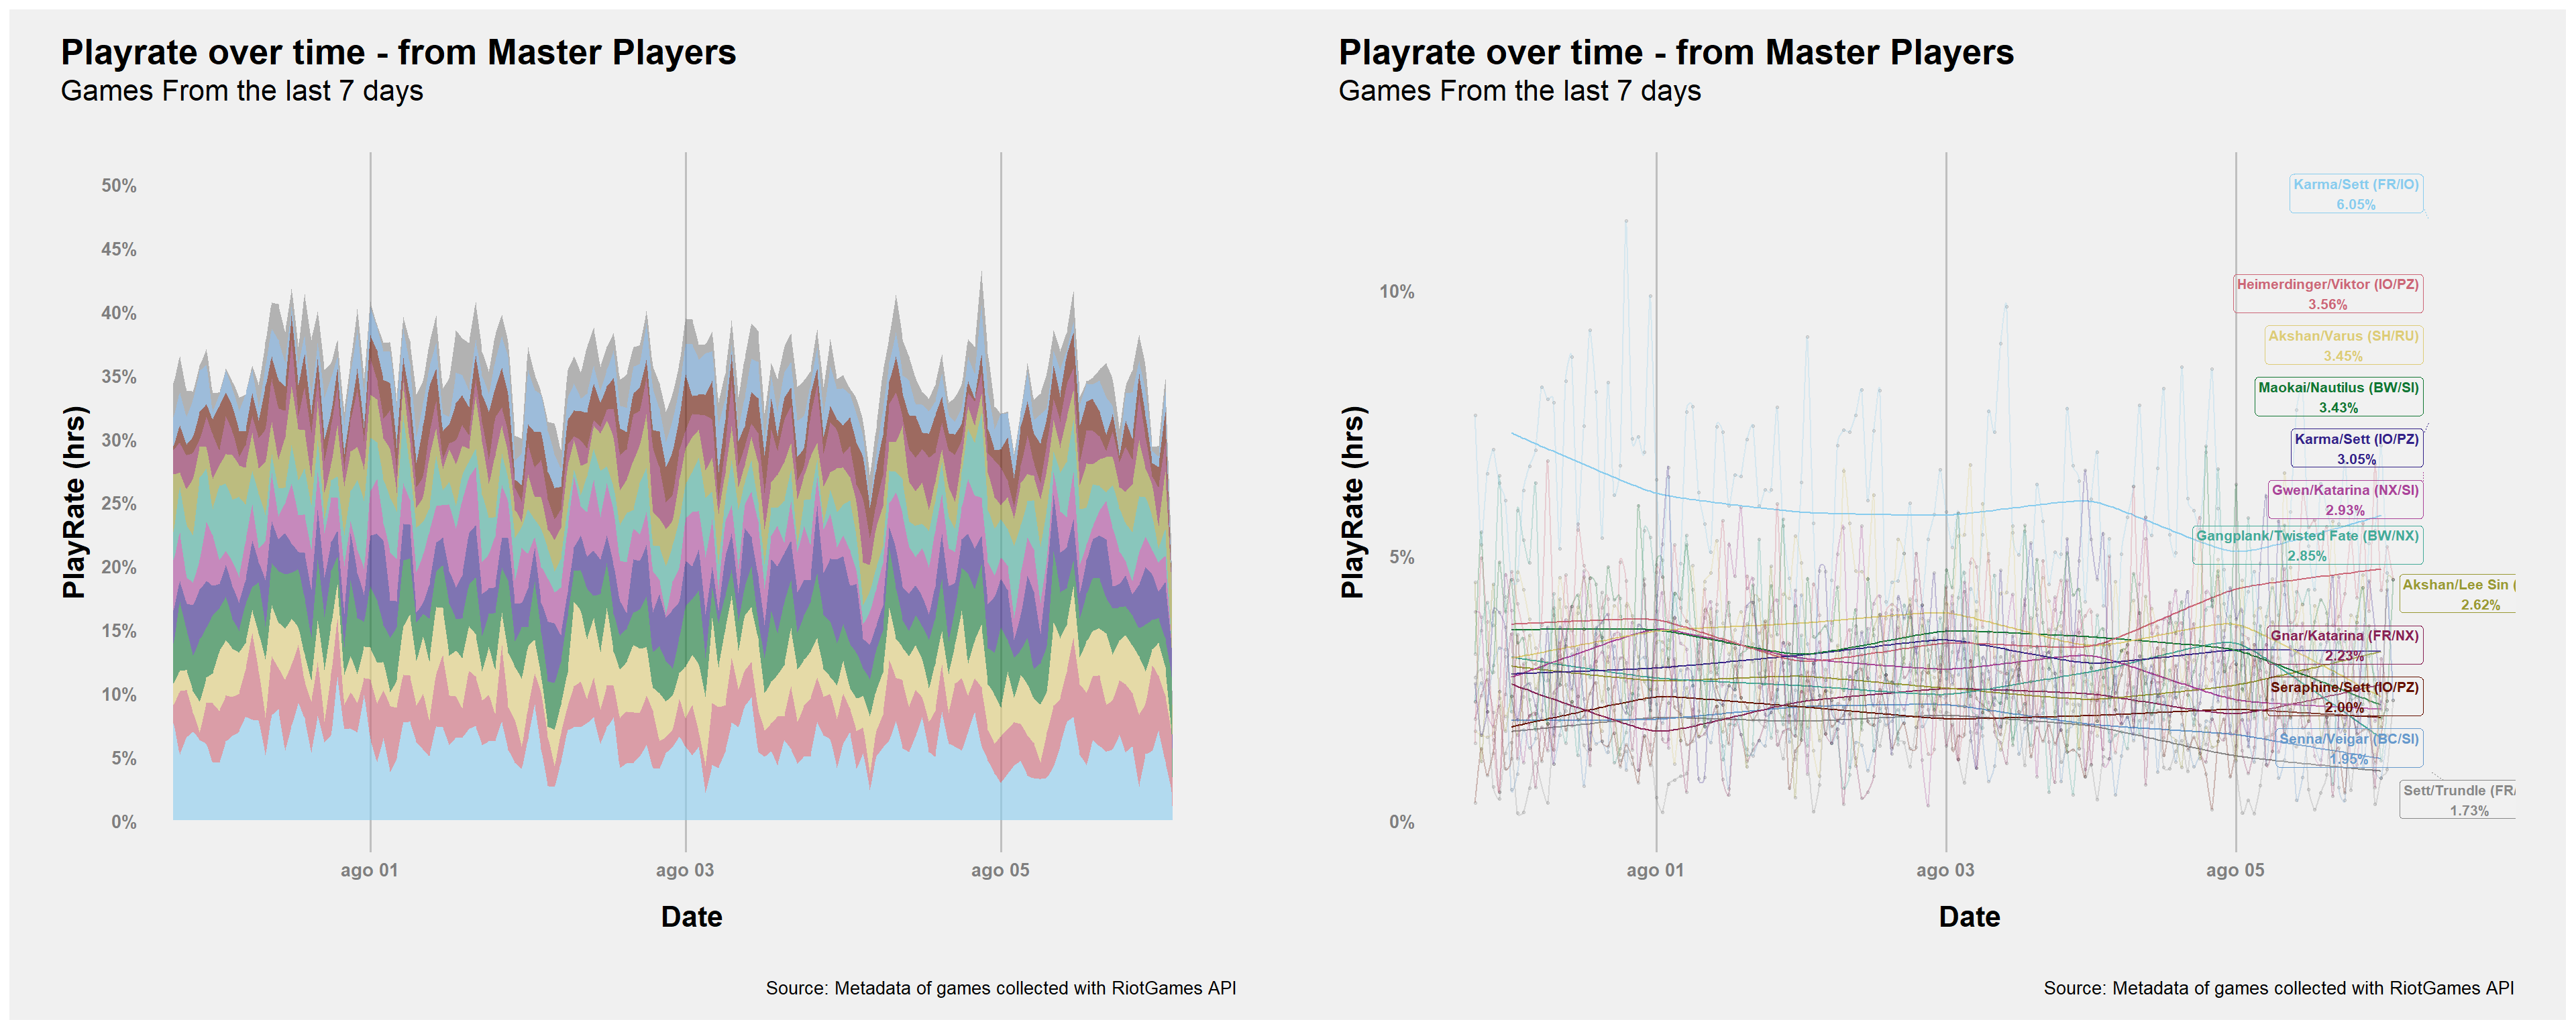 Playrate over time - from Master Players
Games From the last 7 days
50%
45%
40%
35%
30%
25%
20%
15%
10%
5%
0%
PlayRate (hrs)
ago 01
ago 03
ago 05
Date
Source: Metadata of games collected with RiotGames API
Playrate over time - from Master Players
Games From the last 7 days
10%
5%
0%
PlayRate (hrs)
Karma/Sett (FR/IO)
6.05%
Heimerdinger/Viktor (IO/PZ)
3.56%
Akshan/Varus (SH/RU)
3.45%
Maokai/Nautilus (BW/SI)
3.43%
Karma/Sett (IO/PZ)
3.05%
Gwen/Katarina (NX/SI)
2.93%
Gangplank/Twisted Fate (BW/NX)
2.85%
Akshan/Lee Sin (
2.62%
Gnar/Katarina (FR/NX)
2.23%
Seraphine/Sett (IO/PZ)
2.00%
Senna/Veigar (BC/SI)
1.95%
Sett/Trundle (FR/
1.73%
ago 01
ago 03
ago 05
Date
Source: Metadata of games collected with RiotGames API